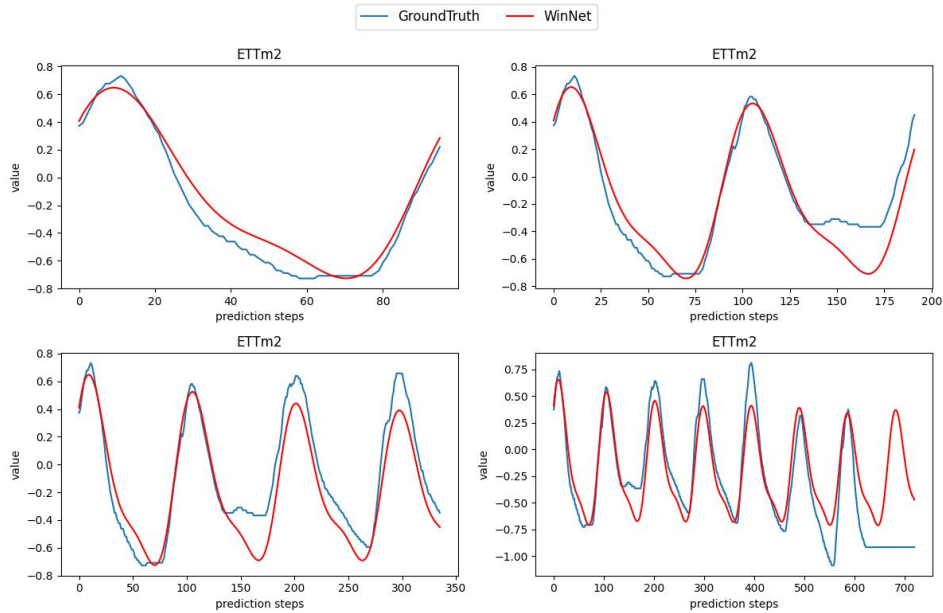 GroundTruth WinNet
ETTm2 ETTm2
0.8
0.6
0.4
0.2
0.0
−0.2
−0.4
−0.6
−0.8
value
0 20 40 60 80
prediction steps
0.8
0.6
0.4
0.2
0.0
−0.2
−0.4
−0.6
−0.8
value
0 25 50 75 100 125 150 175 200
prediction steps
ETTm2 ETTm2
0.8
0.6
0.4
0.2
0.0
−0.2
−0.4
−0.6
−0.8
value
0 50 100 150 200 250 300 350
prediction steps
0.75
0.50
0.25
0.00
−0.25
−0.50
−0.75
−1.00
value
0 100 200 300 400 500 600 700
prediction steps